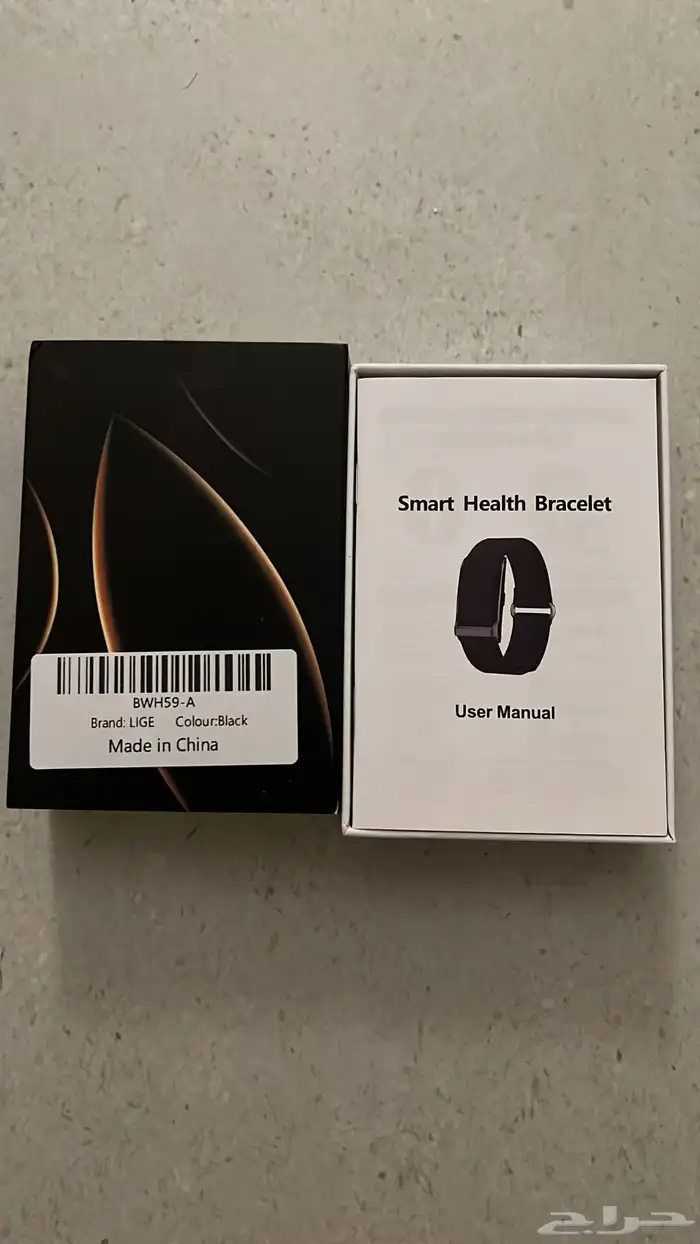 BWH59-A
Brand: LIGE Colour:Black
Made in China
Smart Health Bracelet
User Manual
حراج